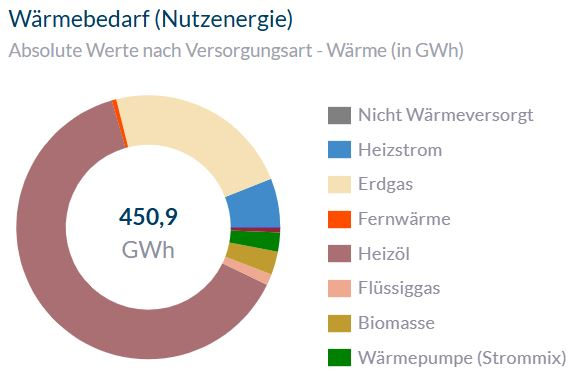 Wärmebedarf (Nutzenergie)
Absolute Werte nach Versorgungsart - Wärme (in GWh)
450,9
GWh
Nicht Wärmeversorgt
Heizstrom
Erdgas
Fernwärme
Heizöl
Flüssiggas
Biomasse
Wärmepumpe (Strommix)